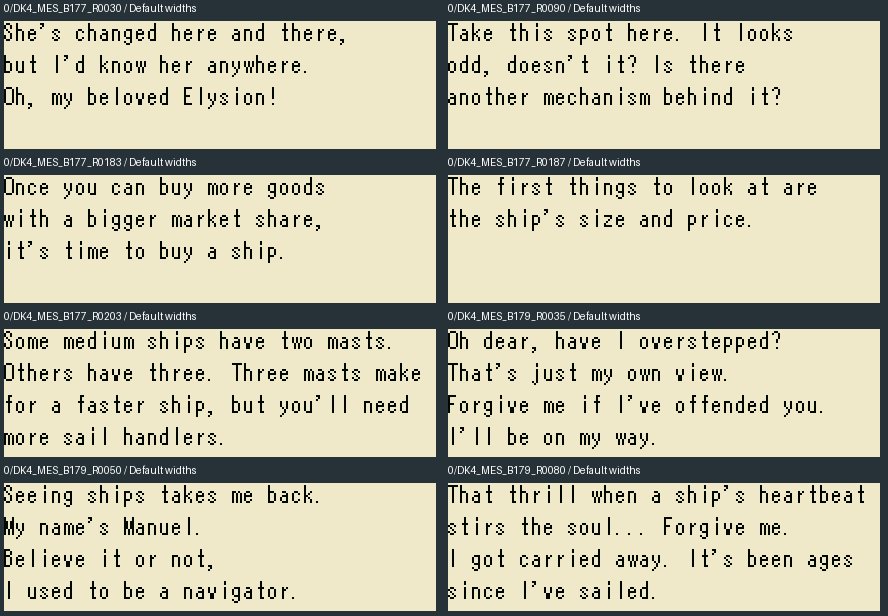 0/DK4_MES_B177_R0030 / Default widths
She's changed here and there,
but I'd know her anywhere.
Oh, my beloved Elysion!
0/DK4_MES_B177_R0090 / Default widths
Take this spot here. It looks
odd, doesn't it? Is there
another mechanism behind it?
0/DK4_MES_B177_R0183 / Default widths
Once you can buy more goods
with a bigger market share,
it's time to buy a ship.
0/DK4_MES_B177_R0187 / Default widths
The first things to look at are
the ship's size and price.
0/DK4_MES_B177_R0203 / Default widths
Some medium ships have two masts.
Others have three. Three masts make
for a faster ship, but you'll need
more sail handlers.
0/DK4_MES_B179_R0035 / Default widths
Oh dear, have I overstepped?
That's just my own view.
Forgive me if I've offended you.
I'll be on my way.
0/DK4_MES_B179_R0050 / Default widths
Seeing ships takes me back.
My name's Manuel.
Believe it or not,
I used to be a navigator.
0/DK4_MES_B179_R0080 / Default widths
That thrill when a ship's heartbeat
stirs the soul... Forgive me.
I got carried away. It's been ages
since I've sailed.